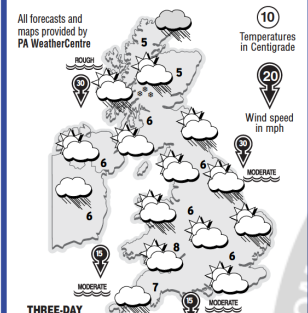 All forecasts and
maps provided by
PA WeatherCentre
10
Temperatures
in Centigrade
20
Wind speed
in mph
5
ROUGH
5
30
6
30
6
6
MODERATE
6
6
8
15
6
MODERATE
7
15
MODERATE
THREE-DAY